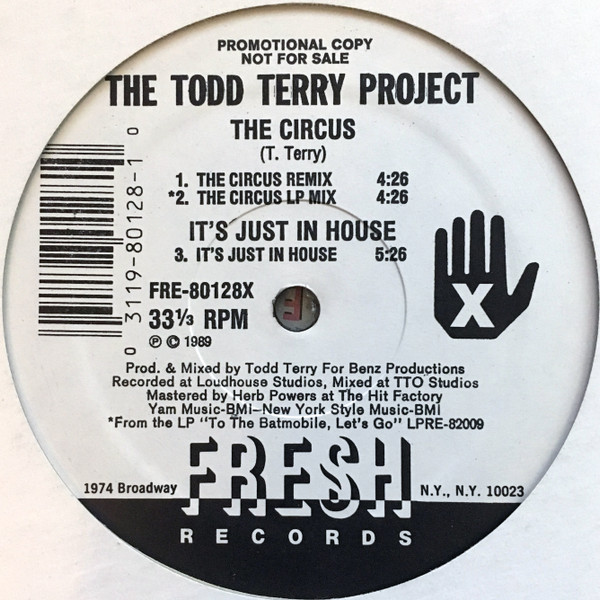 PROMOTIONAL COPY
NOT FOR SALE
THE TODD TERRY PROJECT
THE CIRCUS
(T. Terry)
1. THE CIRCUS REMIX 4:26
*2. THE CIRCUS LP MIX 4:26
IT'S JUST IN HOUSE
3. IT'S JUST IN HOUSE 5:26
0 3119-80128-1 0
X
FRE-80128X
33⅓ RPM
Ⓟ © 1989
Prod. & Mixed by Todd Terry For Benz Productions
Recorded at Loudhouse Studios, Mixed at TTO Studios
Mastered by Herb Powers at The Hit Factory
Yam Music-BMI–New York Style Music-BMI
*From the LP "To The Batmobile, Let's Go" LPRE-82009
1974 Broadway FRESH N.Y., N.Y. 10023
RECORDS